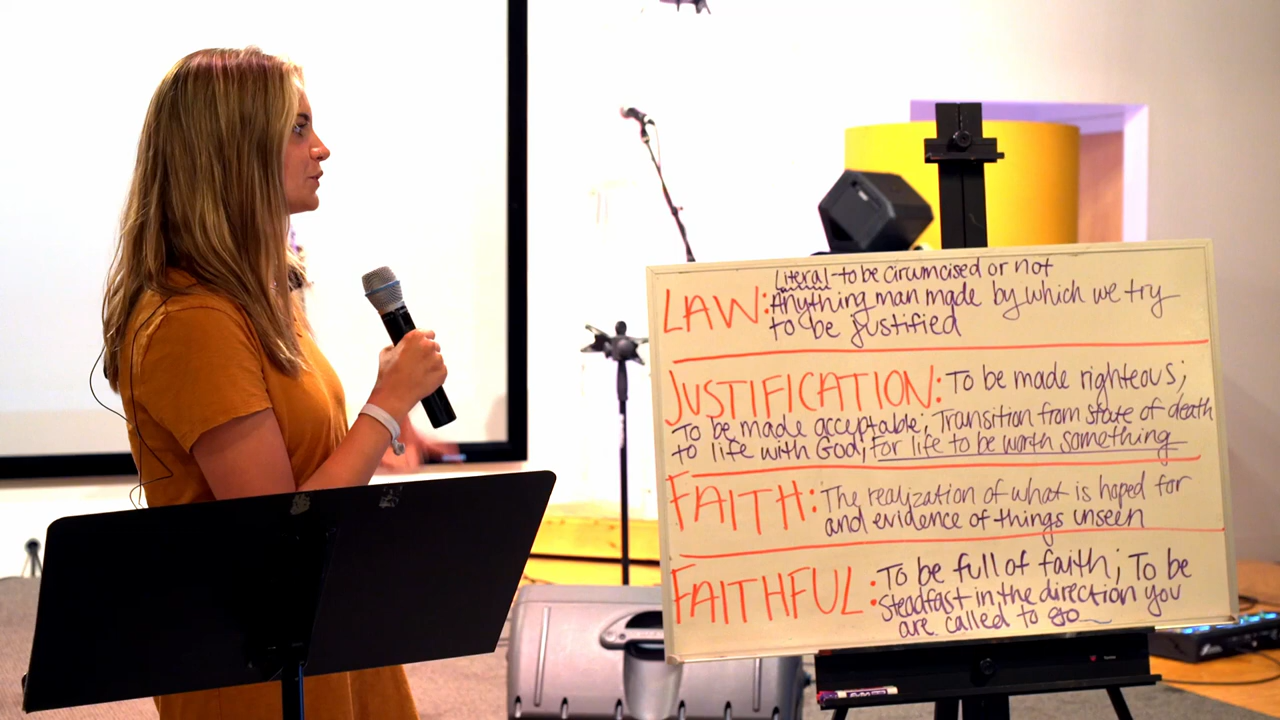 Literal-to be circumcised or not
LAW: Anything man made by which we try
to be justified
JUSTIFICATION: To be made righteous;
To be made acceptable; Transition from state of death
to life with God; For life to be worth something
FAITH: The realization of what is hoped for
and evidence of things unseen
FAITHFUL: To be full of faith; To be
steadfast in the direction you
are called to go